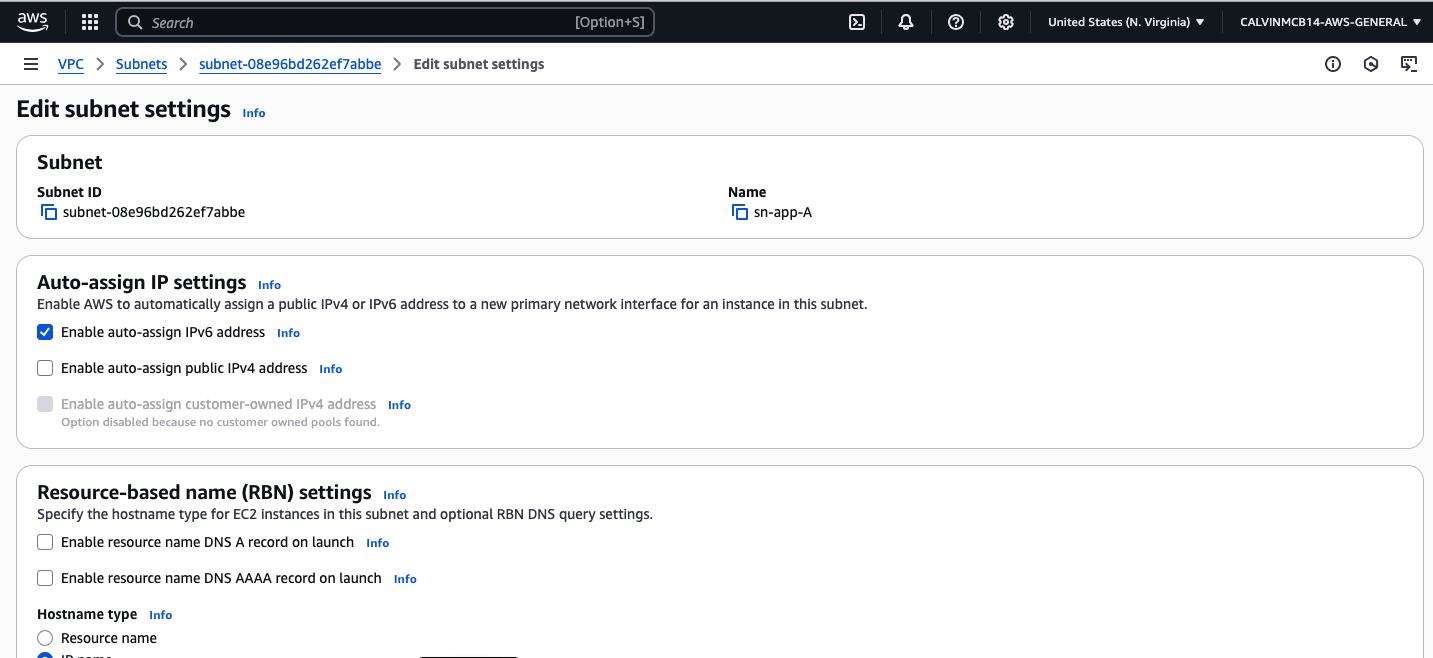 aws
Search [Option+S] United States (N. Virginia) CALVINMCB14-AWS-GENERAL
VPC Subnets subnet-08e96bd262ef7abbe Edit subnet settings
Edit subnet settings Info
Subnet
Subnet ID Name
subnet-08e96bd262ef7abbe sn-app-A
Auto-assign IP settings Info
Enable AWS to automatically assign a public IPv4 or IPv6 address to a new primary network interface for an instance in this subnet.
Enable auto-assign IPv6 address Info
Enable auto-assign public IPv4 address Info
Enable auto-assign customer-owned IPv4 address Info
Option disabled because no customer owned pools found.
Resource-based name (RBN) settings Info
Specify the hostname type for EC2 instances in this subnet and optional RBN DNS query settings.
Enable resource name DNS A record on launch Info
Enable resource name DNS AAAA record on launch Info
Hostname type Info
Resource name